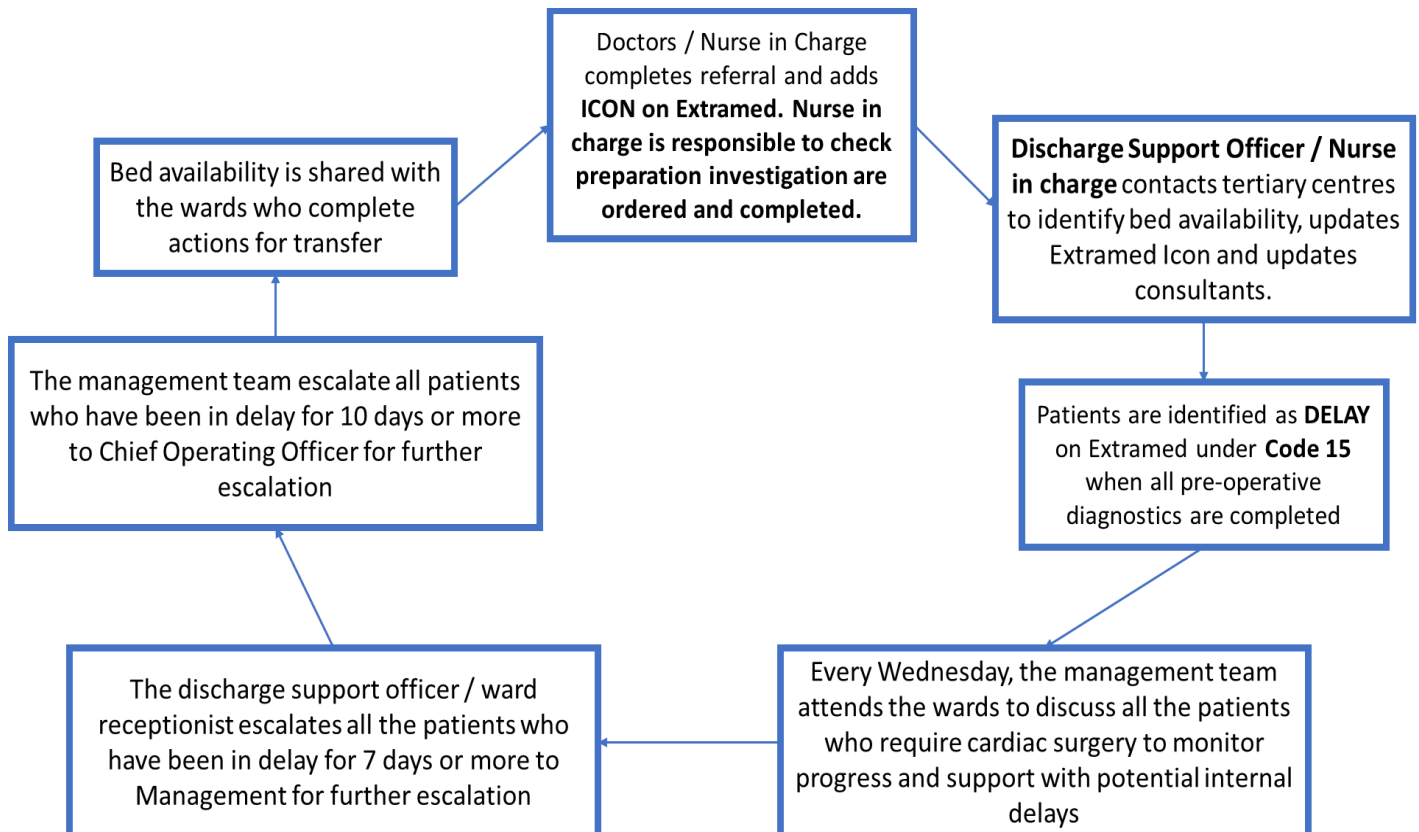 Doctors / Nurse in Charge
completes referral and adds
ICON on Extramed. Nurse in
charge is responsible to check
preparation investigation are
ordered and completed.
Discharge Support Officer / Nurse
in charge contacts tertiary centres
to identify bed availability, updates
Extramed Icon and updates
consultants.
Patients are identified as DELAY
on Extramed under Code 15
when all pre-operative
diagnostics are completed
Every Wednesday, the management team
attends the wards to discuss all the patients
who require cardiac surgery to monitor
progress and support with potential internal
delays
The discharge support officer / ward
receptionist escalates all the patients who
have been in delay for 7 days or more to
Management for further escalation
The management team escalate all patients
who have been in delay for 10 days or more
to Chief Operating Officer for further
escalation
Bed availability is shared with
the wards who complete
actions for transfer